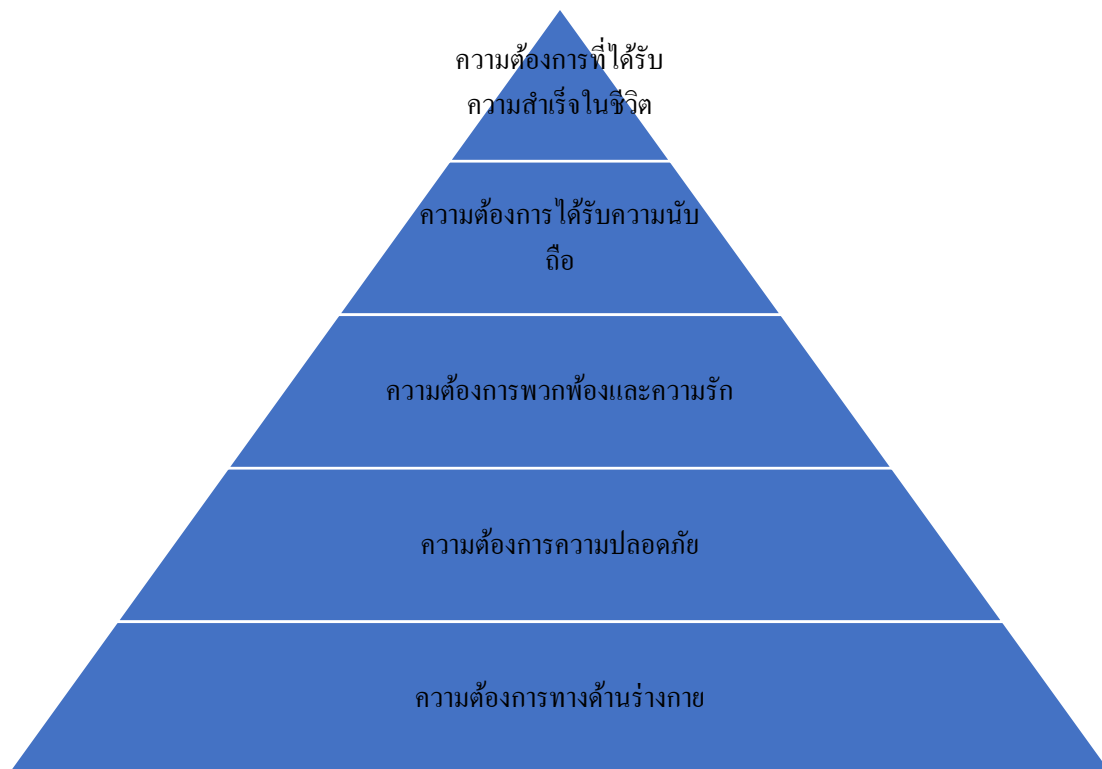 ความต้องการที่ได้รับ
ความสำเร็จในชีวิต
ความต้องการได้รับความนับ
ถือ
ความต้องการพวกพ้องและความรัก
ความต้องการความปลอดภัย
ความต้องการทางด้านร่างกาย